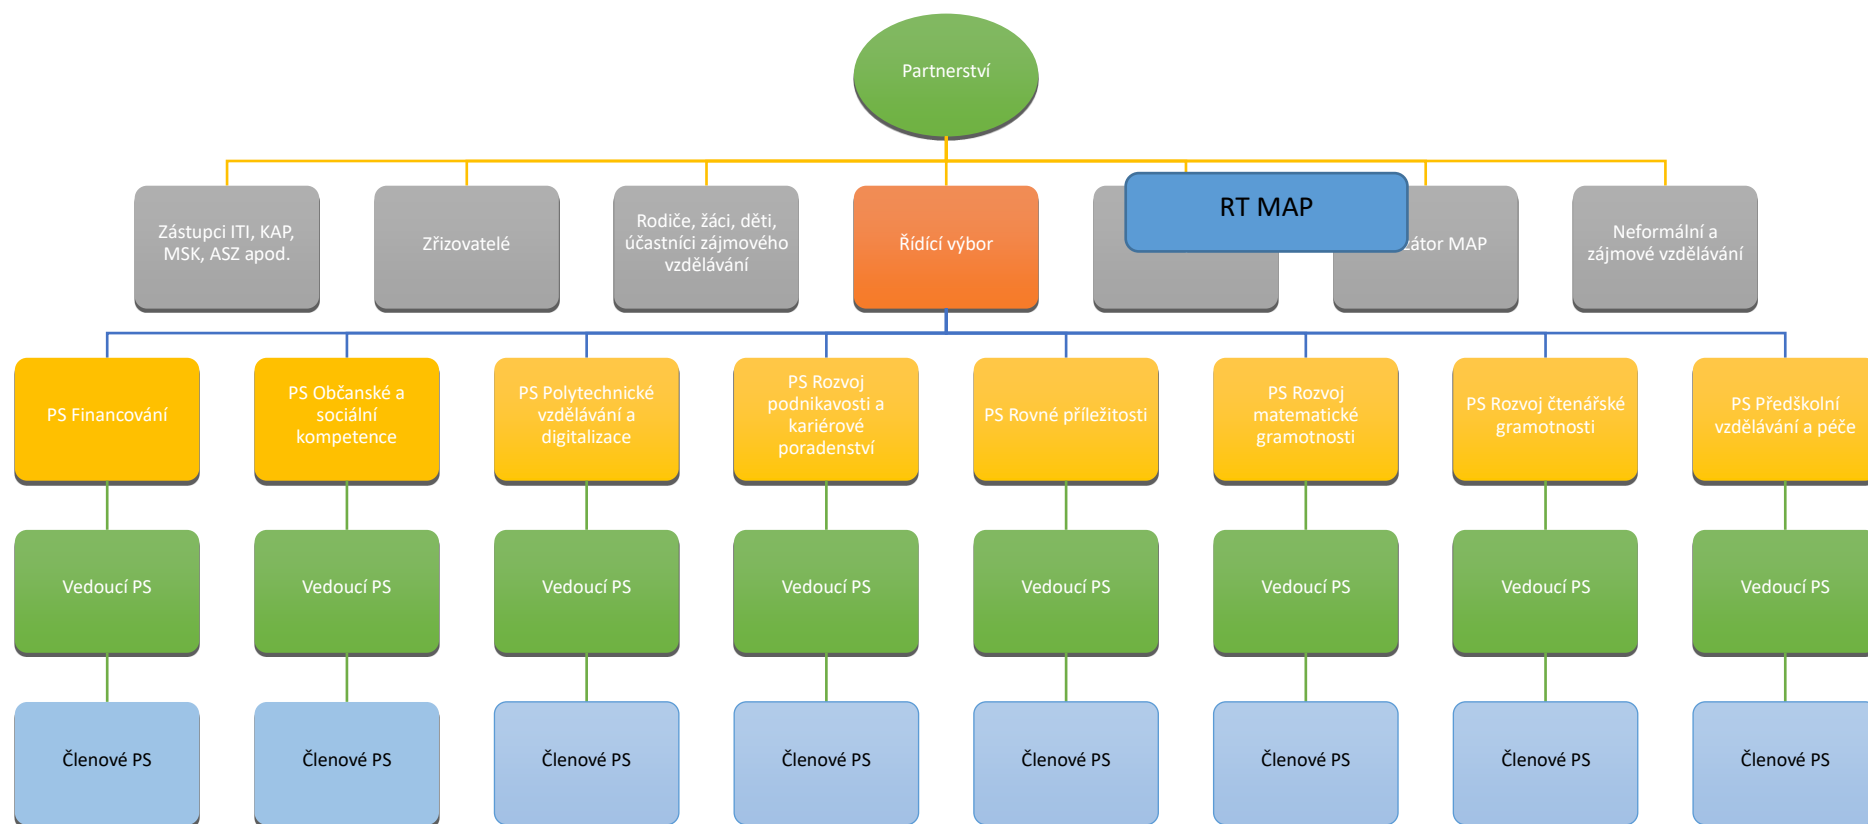 Partnerství
Zástupci ITI, KAP,
MSK, ASZ apod.
Zřizovatelé
Rodiče, žáci, děti,
účastníci zájmového
vzdělávání
Řídící výbor
RT MAP
zátor MAP
Neformální a
zájmové vzdělávání
PS Financování
PS Občanské a
sociální
kompetence
PS Polytechnické
vzdělávání a
digitalizace
PS Rozvoj
podnikavosti a
kariérové
poradenství
PS Rovné příležitosti
PS Rozvoj
matematické
gramotnosti
PS Rozvoj čtenářské
gramotnosti
PS Předškolní
vzdělávání a péče
Vedoucí PS
Vedoucí PS
Vedoucí PS
Vedoucí PS
Vedoucí PS
Vedoucí PS
Vedoucí PS
Vedoucí PS
Členové PS
Členové PS
Členové PS
Členové PS
Členové PS
Členové PS
Členové PS
Členové PS